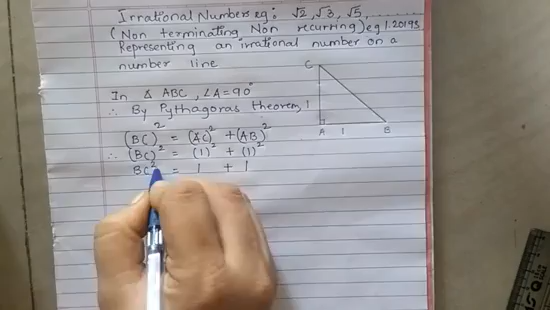 Irrational Numbers eg: √2, √3, √5, ......
(Non terminating, Non recurring) eg 1.20193
Representing an irrational number on a
number line
C
In Δ ABC, ∠A = 90°
∴ By Pythagoras theorem, 1
A 1 B
(BC)² = (AC)² + (AB)²
∴ (BC)² = (1)² + (1)²
BC² = 1 + 1